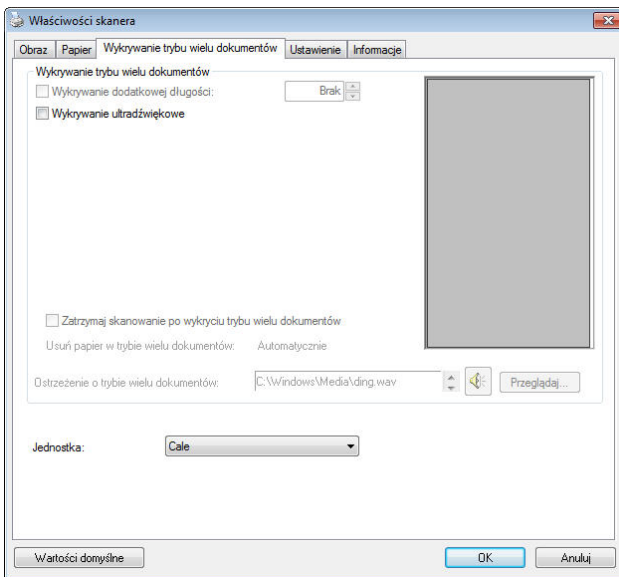 Właściwości skanera
Obraz Papier Wykrywanie trybu wielu dokumentów Ustawienie Informacje
Wykrywanie trybu wielu dokumentów
Wykrywanie dodatkowej długości: Brak
Wykrywanie ultradźwiękowe
Zatrzymaj skanowanie po wykryciu trybu wielu dokumentów
Usuń papier w trybie wielu dokumentów: Automatycznie
Ostrzeżenie o trybie wielu dokumentów: C:\Windows\Media\ding.wav Przeglądaj...
Jednostka: Cale
Wartości domyślne OK Anuluj